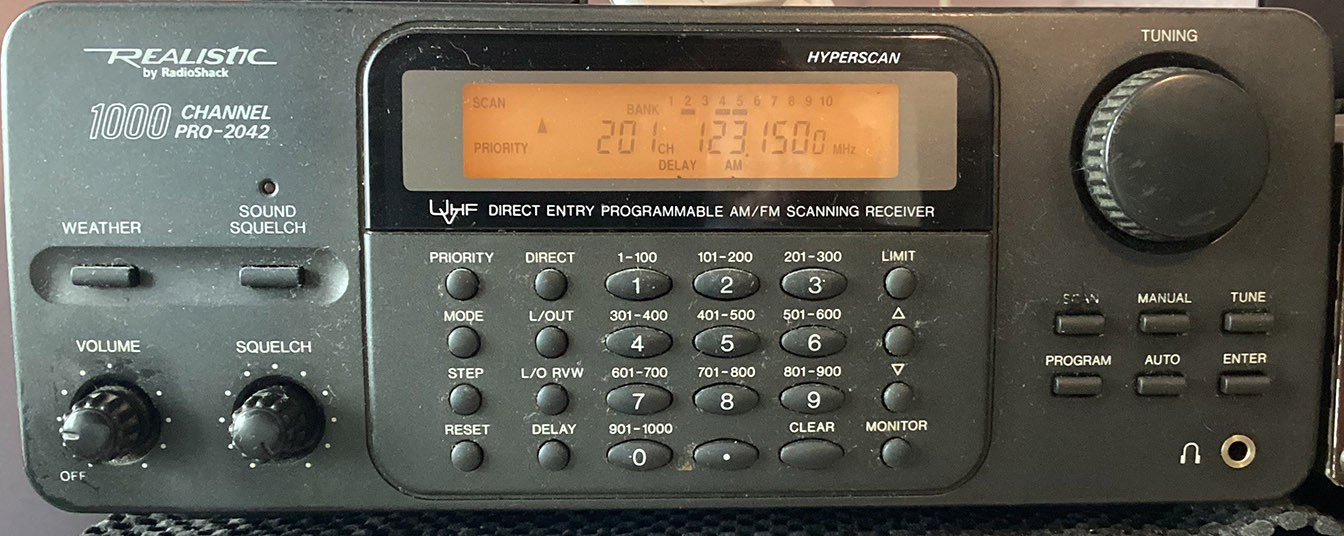 REALISTIC
by RadioShack
1000 CHANNEL
PRO-2042
HYPERSCAN
SCAN
BANK 1 2 3 4 5 6 7 8 9 10
201 CH 123.1500 MHz
PRIORITY
DELAY AM
UHF VHF DIRECT ENTRY PROGRAMMABLE AM/FM SCANNING RECEIVER
TUNING
WEATHER
SOUND
SQUELCH
VOLUME
SQUELCH
OFF
PRIORITY DIRECT 1-100 101-200 201-300 LIMIT
1 2 3
MODE L/OUT 301-400 401-500 501-600 △
4 5 6
STEP L/O RVW 601-700 701-800 801-900 ▽
7 8 9
RESET DELAY 901-1000 CLEAR MONITOR
0 •
SCAN MANUAL TUNE
PROGRAM AUTO ENTER